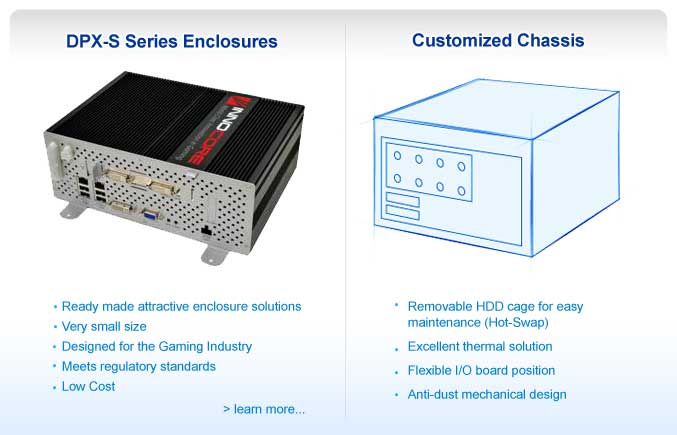 DPX-S Series Enclosures
INNOCORE
• Ready made attractive enclosure solutions
• Very small size
• Designed for the Gaming Industry
• Meets regulatory standards
• Low Cost
> learn more...
Customized Chassis
• Removable HDD cage for easy
maintenance (Hot-Swap)
• Excellent thermal solution
• Flexible I/O board position
• Anti-dust mechanical design